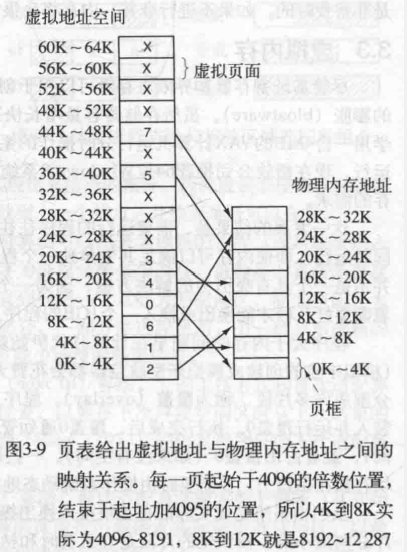 虚拟地址空间
60K~64K X
56K~60K X
虚拟页面
52K~56K X
48K~52K X
44K~48K 7
40K~44K X
36K~40K 5
32K~36K X
28K~32K X
24K~28K X
20K~24K 3
16K~20K 4
12K~16K 0
8K~12K 6
4K~8K 1
0K~4K 2
物理内存地址
28K~32K
24K~28K
20K~24K
16K~20K
12K~16K
8K~12K
4K~8K
0K~4K
页框
图3-9 页表给出虚拟地址与物理内存地址之间的
映射关系。每一页起始于4096的倍数位置，
结束于起址加4095的位置，所以4K到8K实
际为4096~8191，8K到12K就是8192~12 287